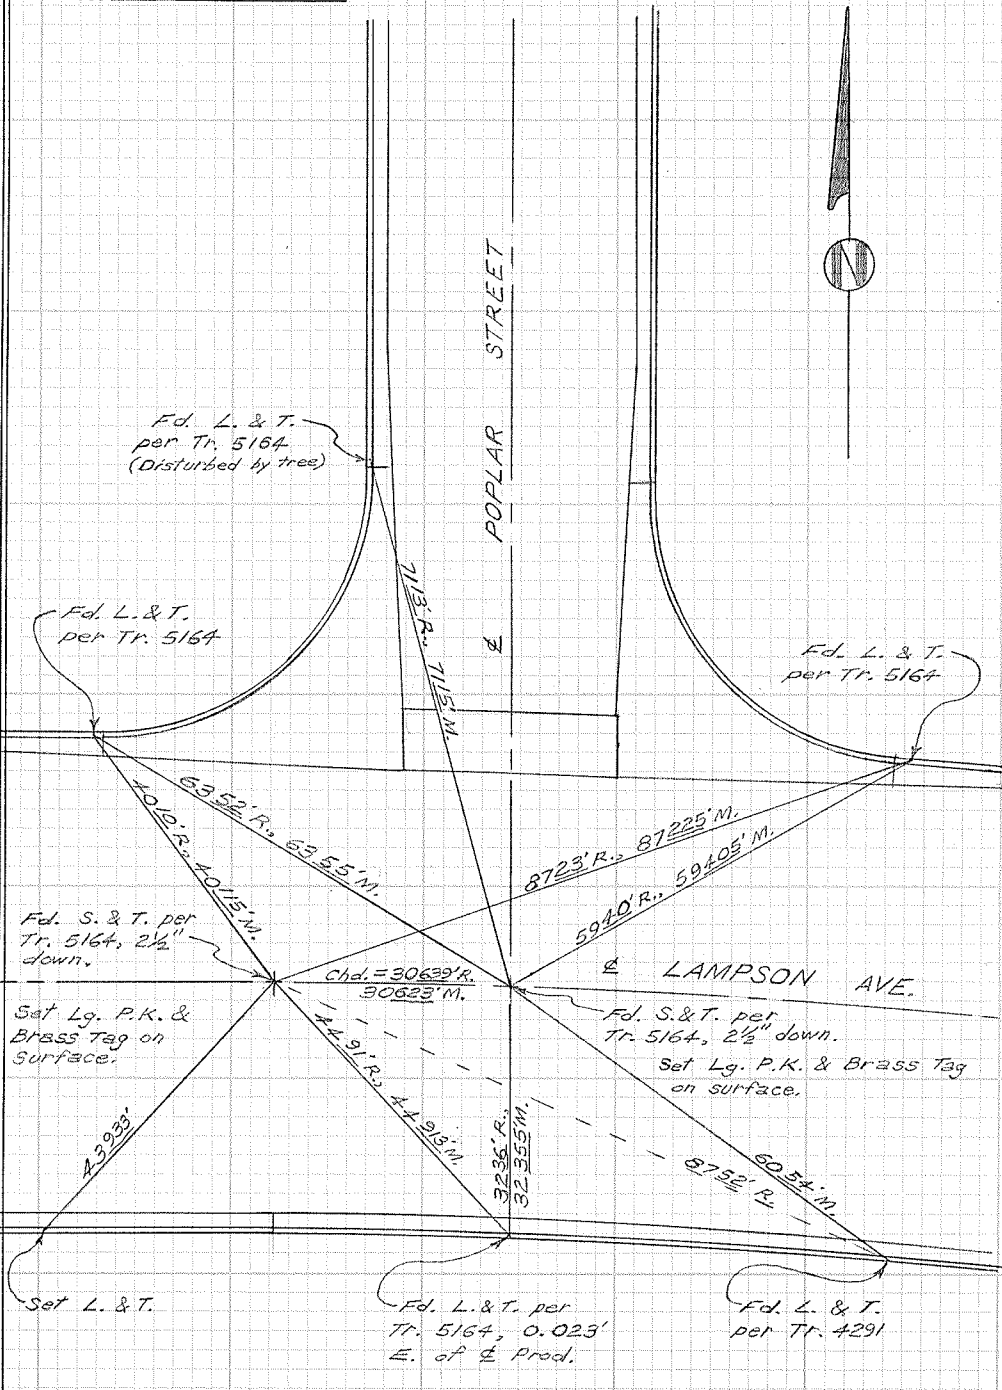 N
POPLAR STREET
℄
Fd. L. & T.
per Tr. 5164
(Disturbed by tree)
71 13' R., 71 15' M.
Fd. L. & T.
per Tr. 5164
Fd. L. & T.
per Tr. 5164
63 52' R., 63 55' M.
40 10' R., 40 115' M.
87 23' R., 87 225' M.
59 40' R., 59 405' M.
Fd. S. & T. per
Tr. 5164, 2½"
down.
Set Lg. P.K. &
Brass Tag on
surface.
Chd. = 30 639' R.
30 623' M.
℄ LAMPSON AVE.
Fd. S. & T. per
Tr. 5164, 2½" down.
Set Lg. P.K. & Brass Tag
on surface.
43 933'
44 91' R., 44 913' M.
32 36' R.,
32 355' M.
87 52' R.
60 54' M.
Set L. & T.
Fd. L. & T. per
Tr. 5164, 0.023'
E. of ℄ Prod.
Fd. L. & T.
per Tr. 4291